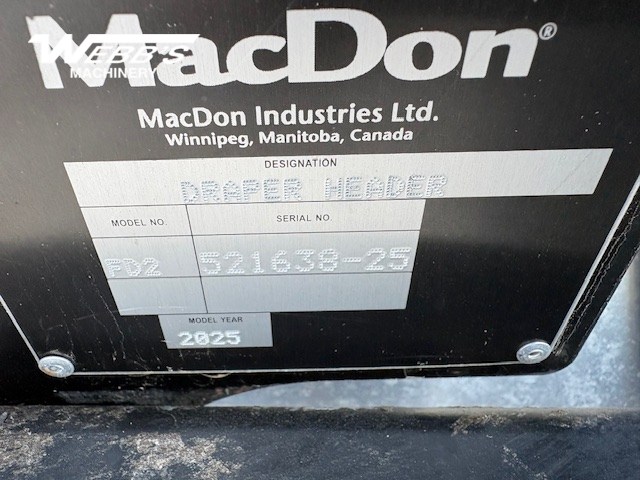 WEBB'S
MACHINERY
MacDon®
MacDon Industries Ltd.
Winnipeg, Manitoba, Canada
DESIGNATION
DRAPER HEADER
MODEL NO. SERIAL NO.
FD2 521638-25
MODEL YEAR
2025